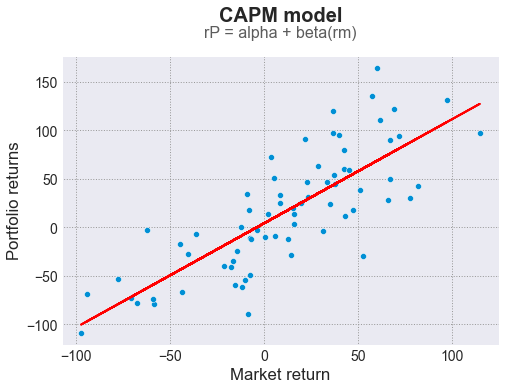 CAPM model
rP = alpha + beta(rm)
Portfolio returns
150
100
50
0
−50
−100
−100 −50 0 50 100
Market return